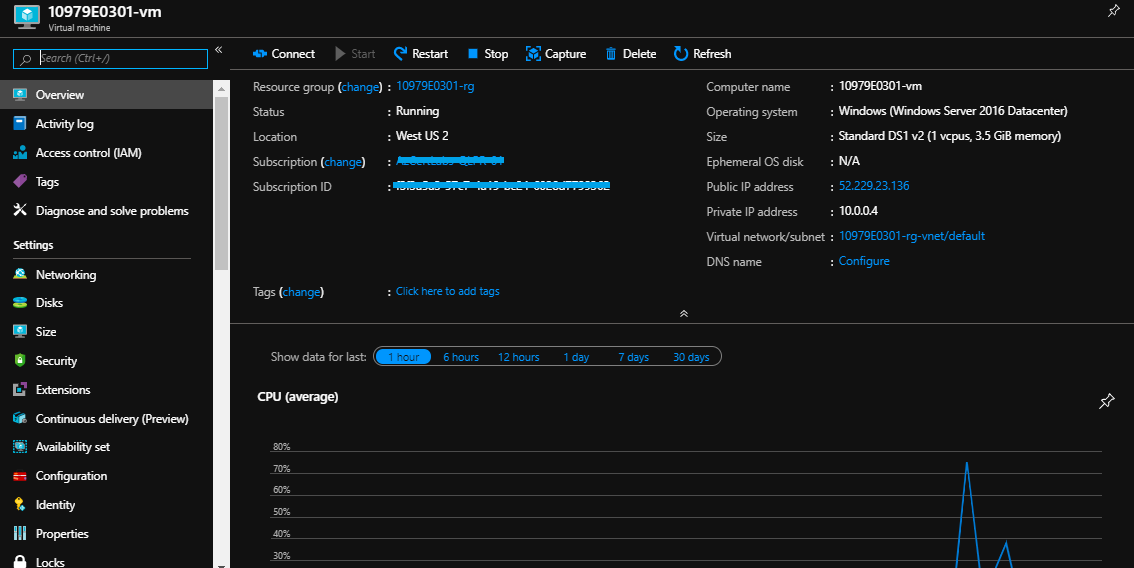 10979E0301-vm
Virtual machine
Search (Ctrl+/)
«
Connect Start Restart Stop Capture Delete Refresh
Overview
Activity log
Access control (IAM)
Tags
Diagnose and solve problems
Settings
Networking
Disks
Size
Security
Extensions
Continuous delivery (Preview)
Availability set
Configuration
Identity
Properties
Locks
Resource group (change) : 10979E0301-rg
Status : Running
Location : West US 2
Subscription (change) :
Subscription ID :
Computer name : 10979E0301-vm
Operating system : Windows (Windows Server 2016 Datacenter)
Size : Standard DS1 v2 (1 vcpus, 3.5 GiB memory)
Ephemeral OS disk : N/A
Public IP address : 52.229.23.136
Private IP address : 10.0.0.4
Virtual network/subnet : 10979E0301-rg-vnet/default
DNS name : Configure
Tags (change) : Click here to add tags
Show data for last: 1 hour 6 hours 12 hours 1 day 7 days 30 days
CPU (average)
80%
70%
60%
50%
40%
30%